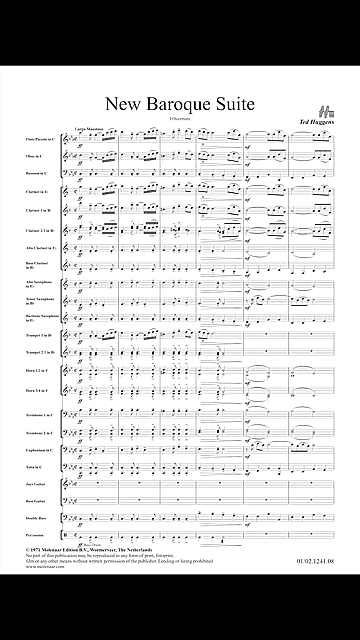 New Baroque Suite
I Ouverture
Ted Huggens
Largo Maestoso
Flute/Piccolo in C
Oboe in C
Bassoon in C
Clarinet in E♭
Clarinet 1 in B♭
Clarinet 2/3 in B♭
Alto Clarinet in E♭
Bass Clarinet
in B♭
Alto Saxophone
in E♭
Tenor Saxophone
in B♭
Baritone Saxophone
in E♭
Trumpet 1 in B♭
Trumpet 2/3 in B♭
Horn 1/2 in F
Horn 3/4 in F
Trombone 1 in C
Trombone 2 in C
Euphonium in C
Tuba in C
Jazz Guitar
Bass Guitar
Double Bass
Percussion
© 1971 Molenaar Edition B.V., Wormerveer, The Netherlands
No part of this publication may be reproduced in any form, fotoprint,
film or any other means without written permission of the publisher. Lending or hiring prohibited
www.molenaar.com
01/02.1241.08